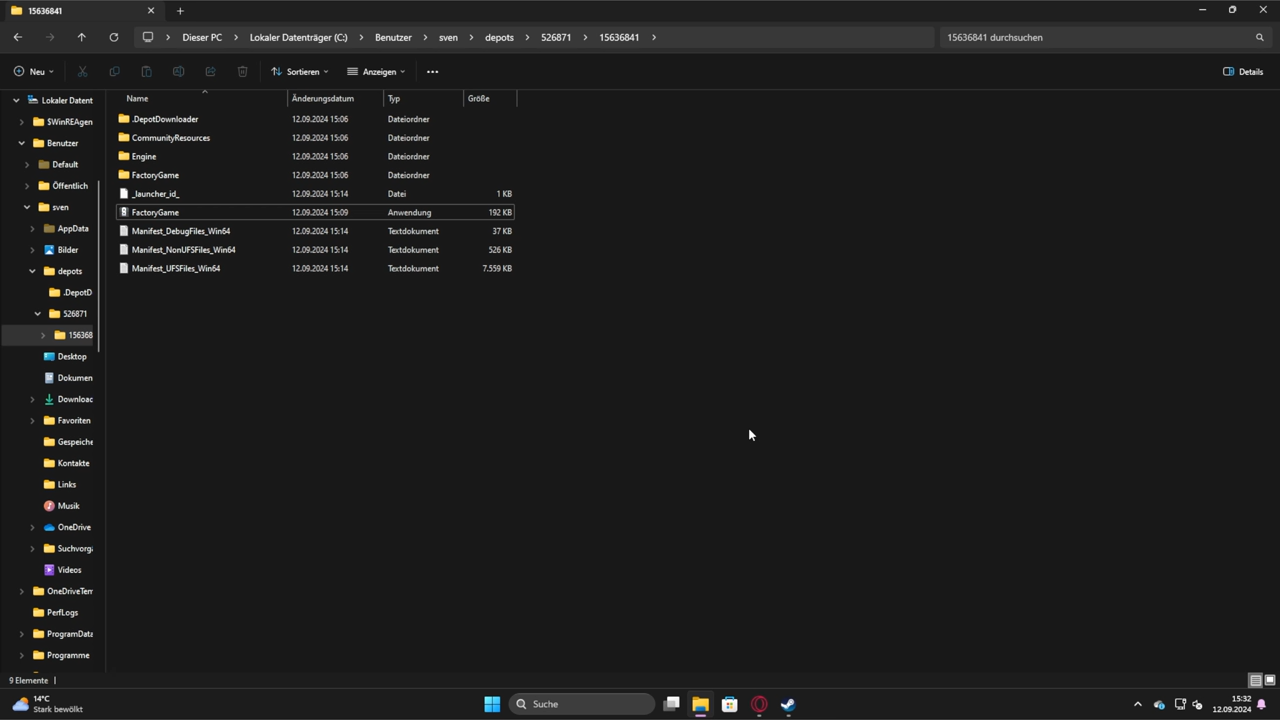 15636841
Dieser PC > Lokaler Datenträger (C:) > Benutzer > sven > depots > 526871 > 15636841 >
15636841 durchsuchen
Neu
Sortieren
Anzeigen
Details
Name Änderungsdatum Typ Größe
.DepotDownloader 12.09.2024 15:06 Dateiordner
CommunityResources 12.09.2024 15:06 Dateiordner
Engine 12.09.2024 15:06 Dateiordner
FactoryGame 12.09.2024 15:06 Dateiordner
_launcher_id_ 12.09.2024 15:14 Datei 1 KB
FactoryGame 12.09.2024 15:09 Anwendung 192 KB
Manifest_DebugFiles_Win64 12.09.2024 15:14 Textdokument 37 KB
Manifest_NonUFSFiles_Win64 12.09.2024 15:14 Textdokument 526 KB
Manifest_UFSFiles_Win64 12.09.2024 15:14 Textdokument 7.559 KB
Lokaler Datent
$WinREAgen
Benutzer
Default
Öffentlich
sven
AppData
Bilder
depots
.DepotD
526871
156368
Desktop
Dokumen
Downloac
Favoriten
Gespeiche
Kontakte
Links
Musik
OneDrive
Suchvorgä
Videos
OneDriveTem
PerfLogs
ProgramData
Programme
9 Elemente
14°C
Stark bewölkt
Suche
15:32
12.09.2024